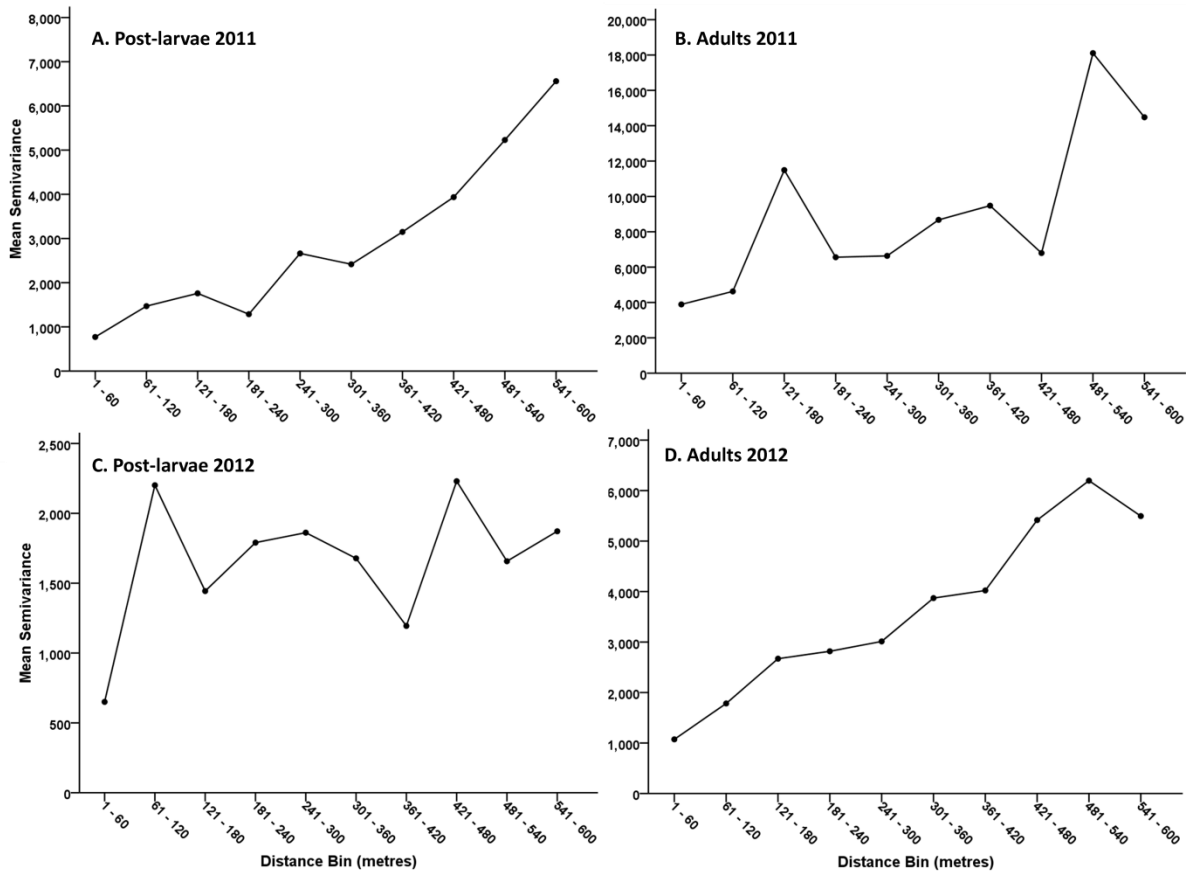 A. Post-larvae 2011
Mean Semivariance
8,000
7,000
6,000
5,000
4,000
3,000
2,000
1,000
0
1 - 60
61 - 120
121 - 180
181 - 240
241 - 300
301 - 360
361 - 420
421 - 480
481 - 540
541 - 600
B. Adults 2011
20,000
18,000
16,000
14,000
12,000
10,000
8,000
6,000
4,000
2,000
0
1 - 60
61 - 120
121 - 180
181 - 240
241 - 300
301 - 360
361 - 420
421 - 480
481 - 540
541 - 600
C. Post-larvae 2012
Mean Semivariance
2,500
2,000
1,500
1,000
500
0
1 - 60
61 - 120
121 - 180
181 - 240
241 - 300
301 - 360
361 - 420
421 - 480
481 - 540
541 - 600
Distance Bin (metres)
D. Adults 2012
7,000
6,000
5,000
4,000
3,000
2,000
1,000
0
1 - 60
61 - 120
121 - 180
181 - 240
241 - 300
301 - 360
361 - 420
421 - 480
481 - 540
541 - 600
Distance Bin (metres)